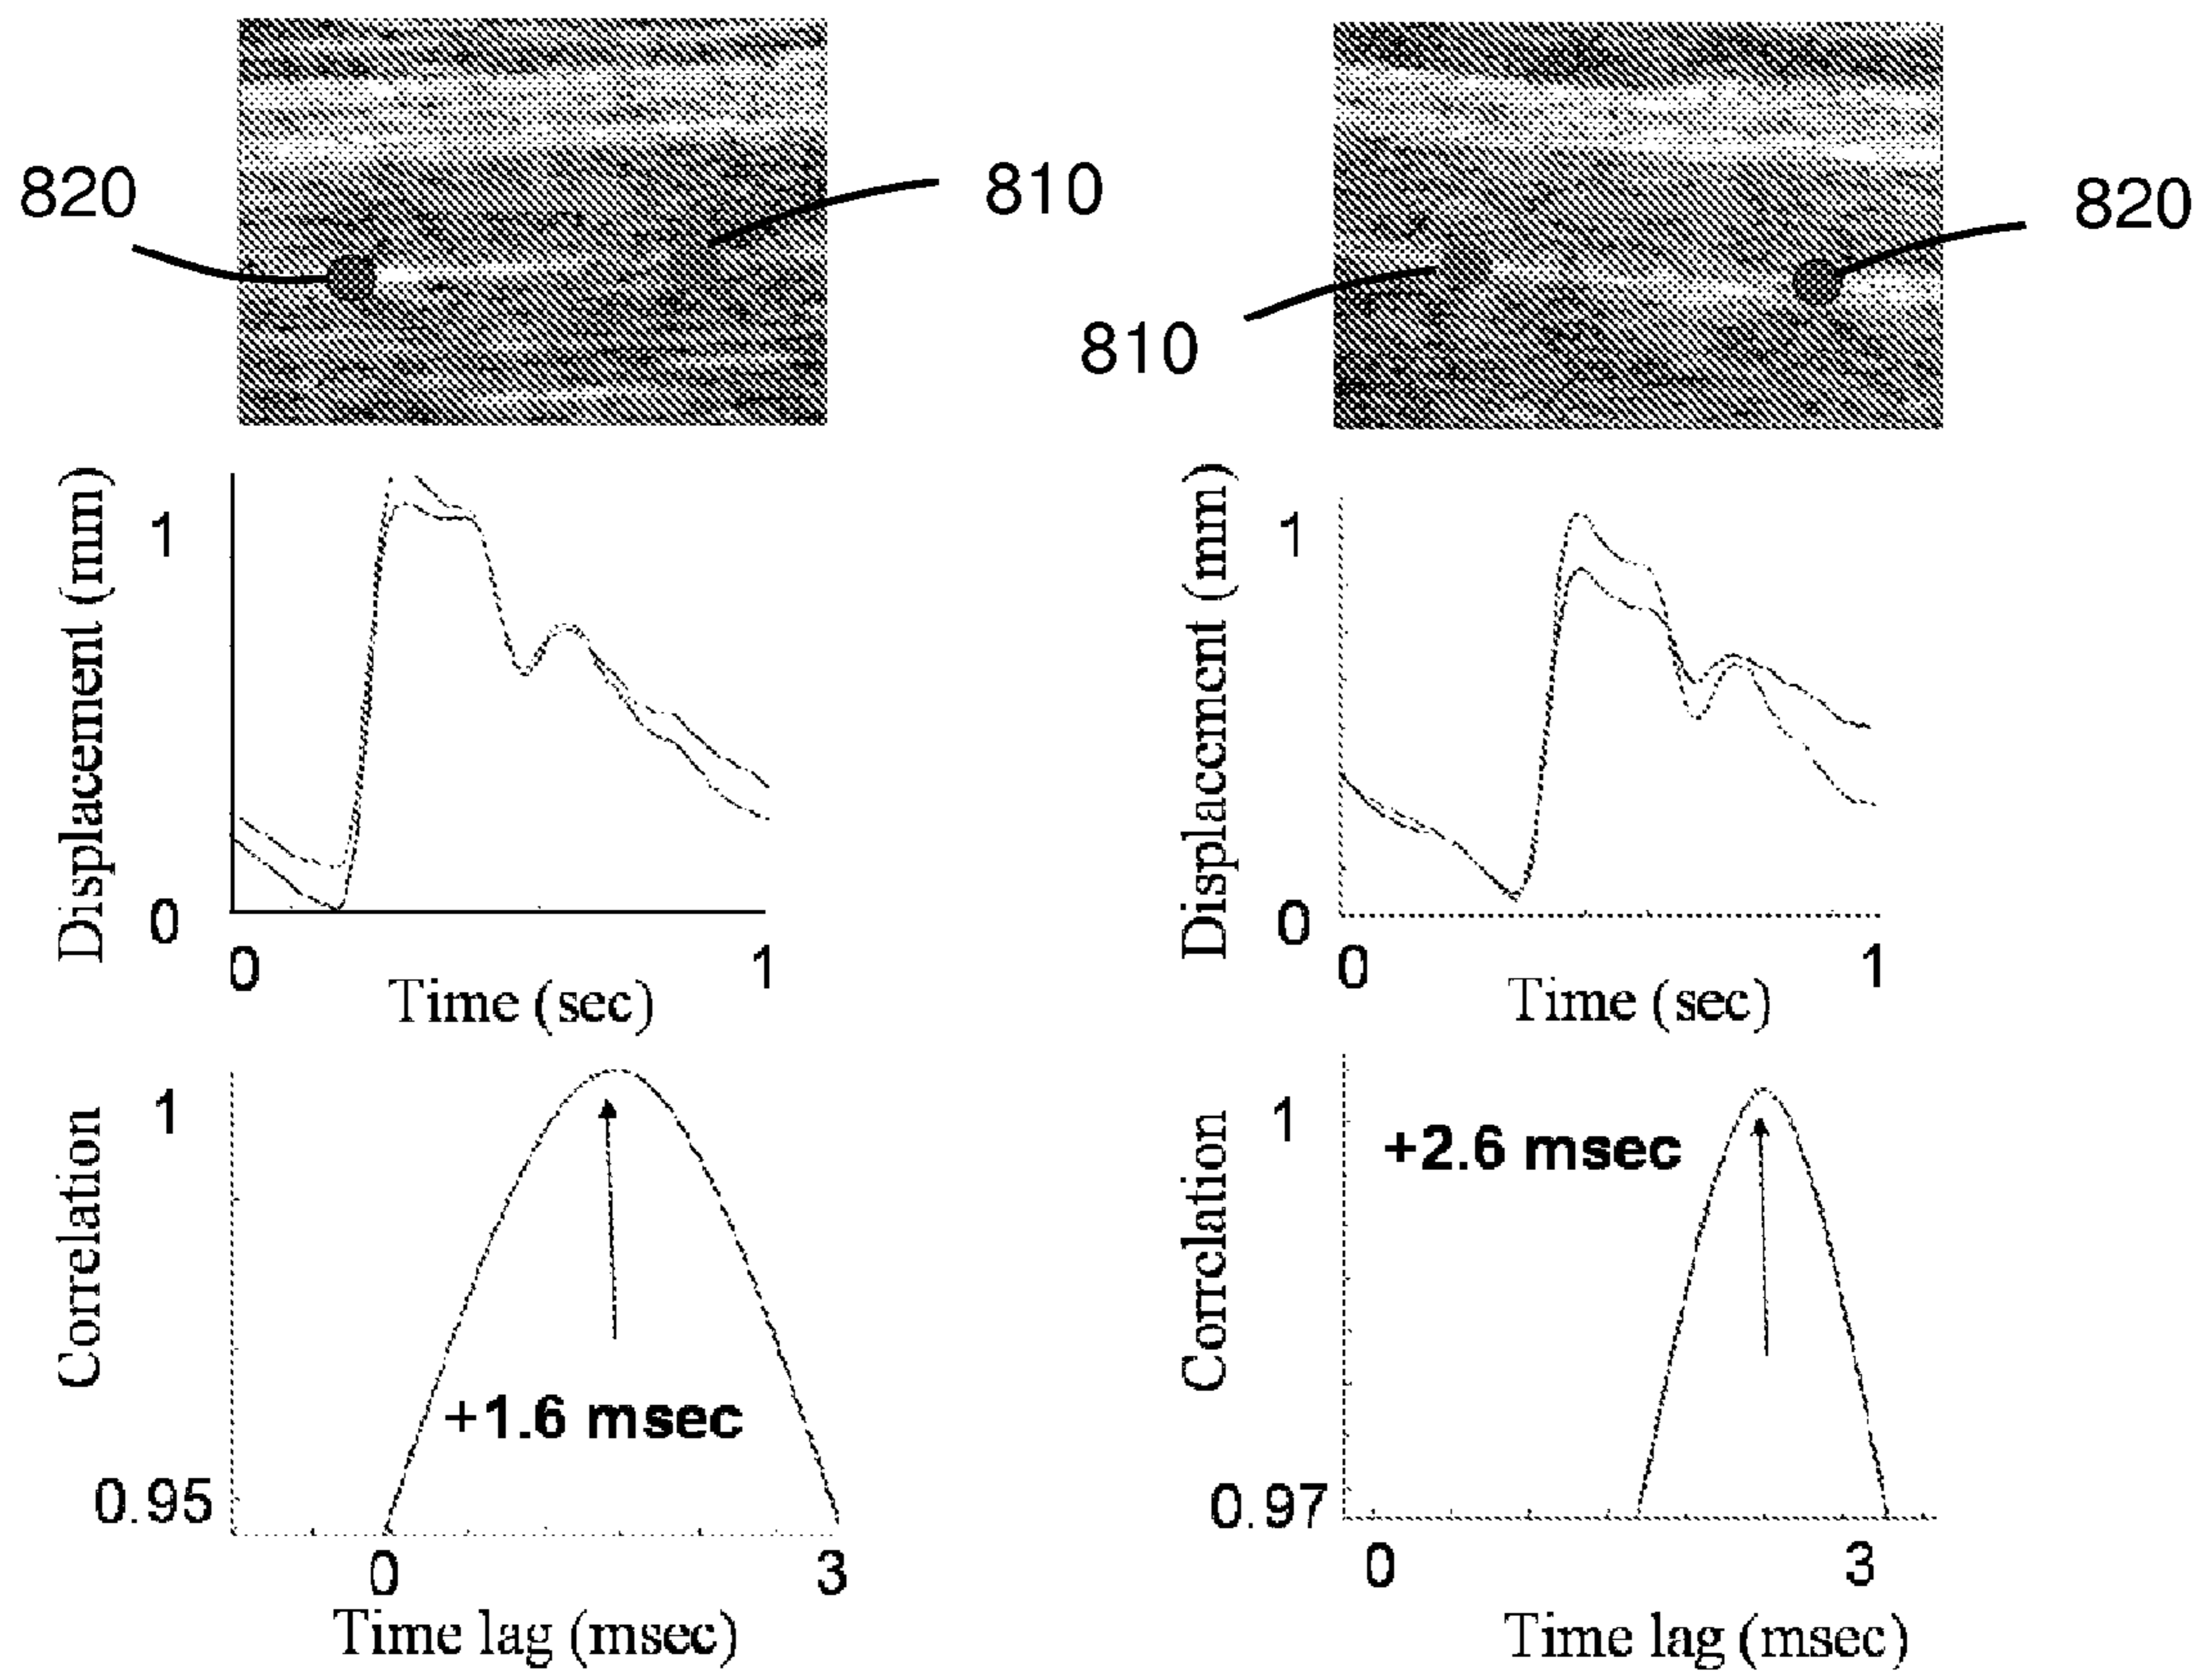 820
810
810
820
Displacement (mm)
1
0
0
1
Time (sec)
Displacement (mm)
1
0
0
1
Time (sec)
Correlation
1
0.95
+1.6 msec
0
3
Time lag (msec)
Correlation
1
0.97
+2.6 msec
0
3
Time lag (msec)